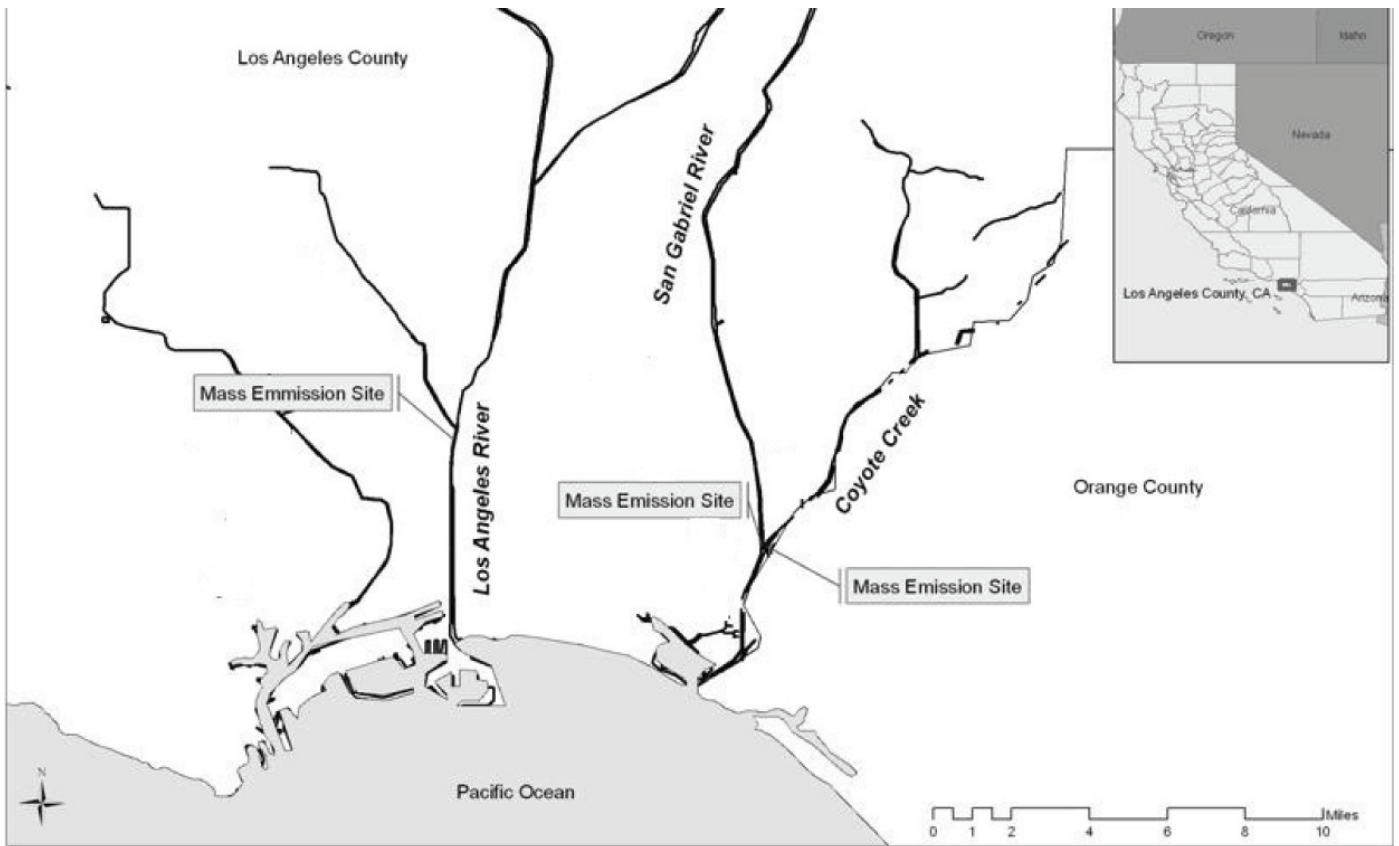 Los Angeles County
Oregon
Idaho
Nevada
California
Los Angeles County, CA
Arizona
San Gabriel River
Mass Emmission Site
Los Angeles River
Coyote Creek
Mass Emission Site
Orange County
Mass Emission Site
N
Pacific Ocean
Miles
0 1 2 4 6 8 10